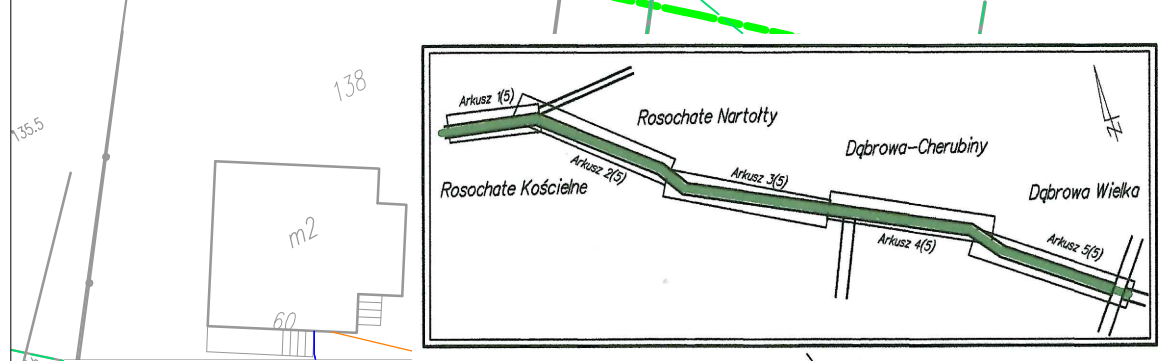 138
135.5
m2
60
Arkusz 1(5)
Rosochate Nartołty
Dąbrowa-Cherubiny
Arkusz 2(5)
Arkusz 3(5)
Rosochate Kościelne
Dąbrowa Wielka
Arkusz 4(5)
Arkusz 5(5)
N